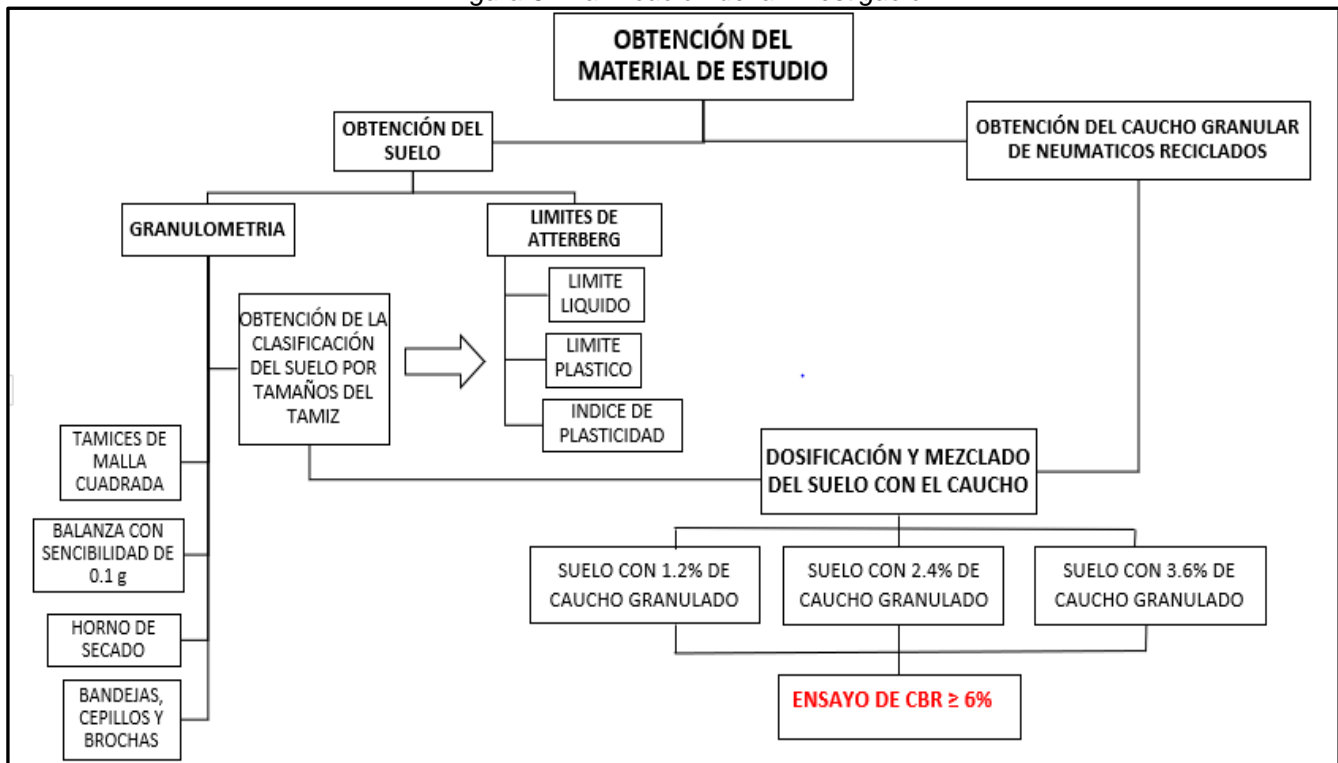 OBTENCIÓN DEL
MATERIAL DE ESTUDIO
OBTENCIÓN DEL
SUELO
OBTENCIÓN DEL CAUCHO GRANULAR
DE NEUMATICOS RECICLADOS
GRANULOMETRIA
LIMITES DE
ATTERBERG
LIMITE
LIQUIDO
OBTENCIÓN DE LA
CLASIFICACIÓN
DEL SUELO POR
TAMAÑOS DEL
TAMIZ
LIMITE
PLASTICO
INDICE DE
PLASTICIDAD
TAMICES DE
MALLA
CUADRADA
DOSIFICACIÓN Y MEZCLADO
DEL SUELO CON EL CAUCHO
BALANZA CON
SENCIBILIDAD DE
0.1 g
SUELO CON 1.2% DE
CAUCHO GRANULADO
SUELO CON 2.4% DE
CAUCHO GRANULADO
SUELO CON 3.6% DE
CAUCHO GRANULADO
HORNO DE
SECADO
BANDEJAS,
CEPILLOS Y
BROCHAS
ENSAYO DE CBR ≥ 6%